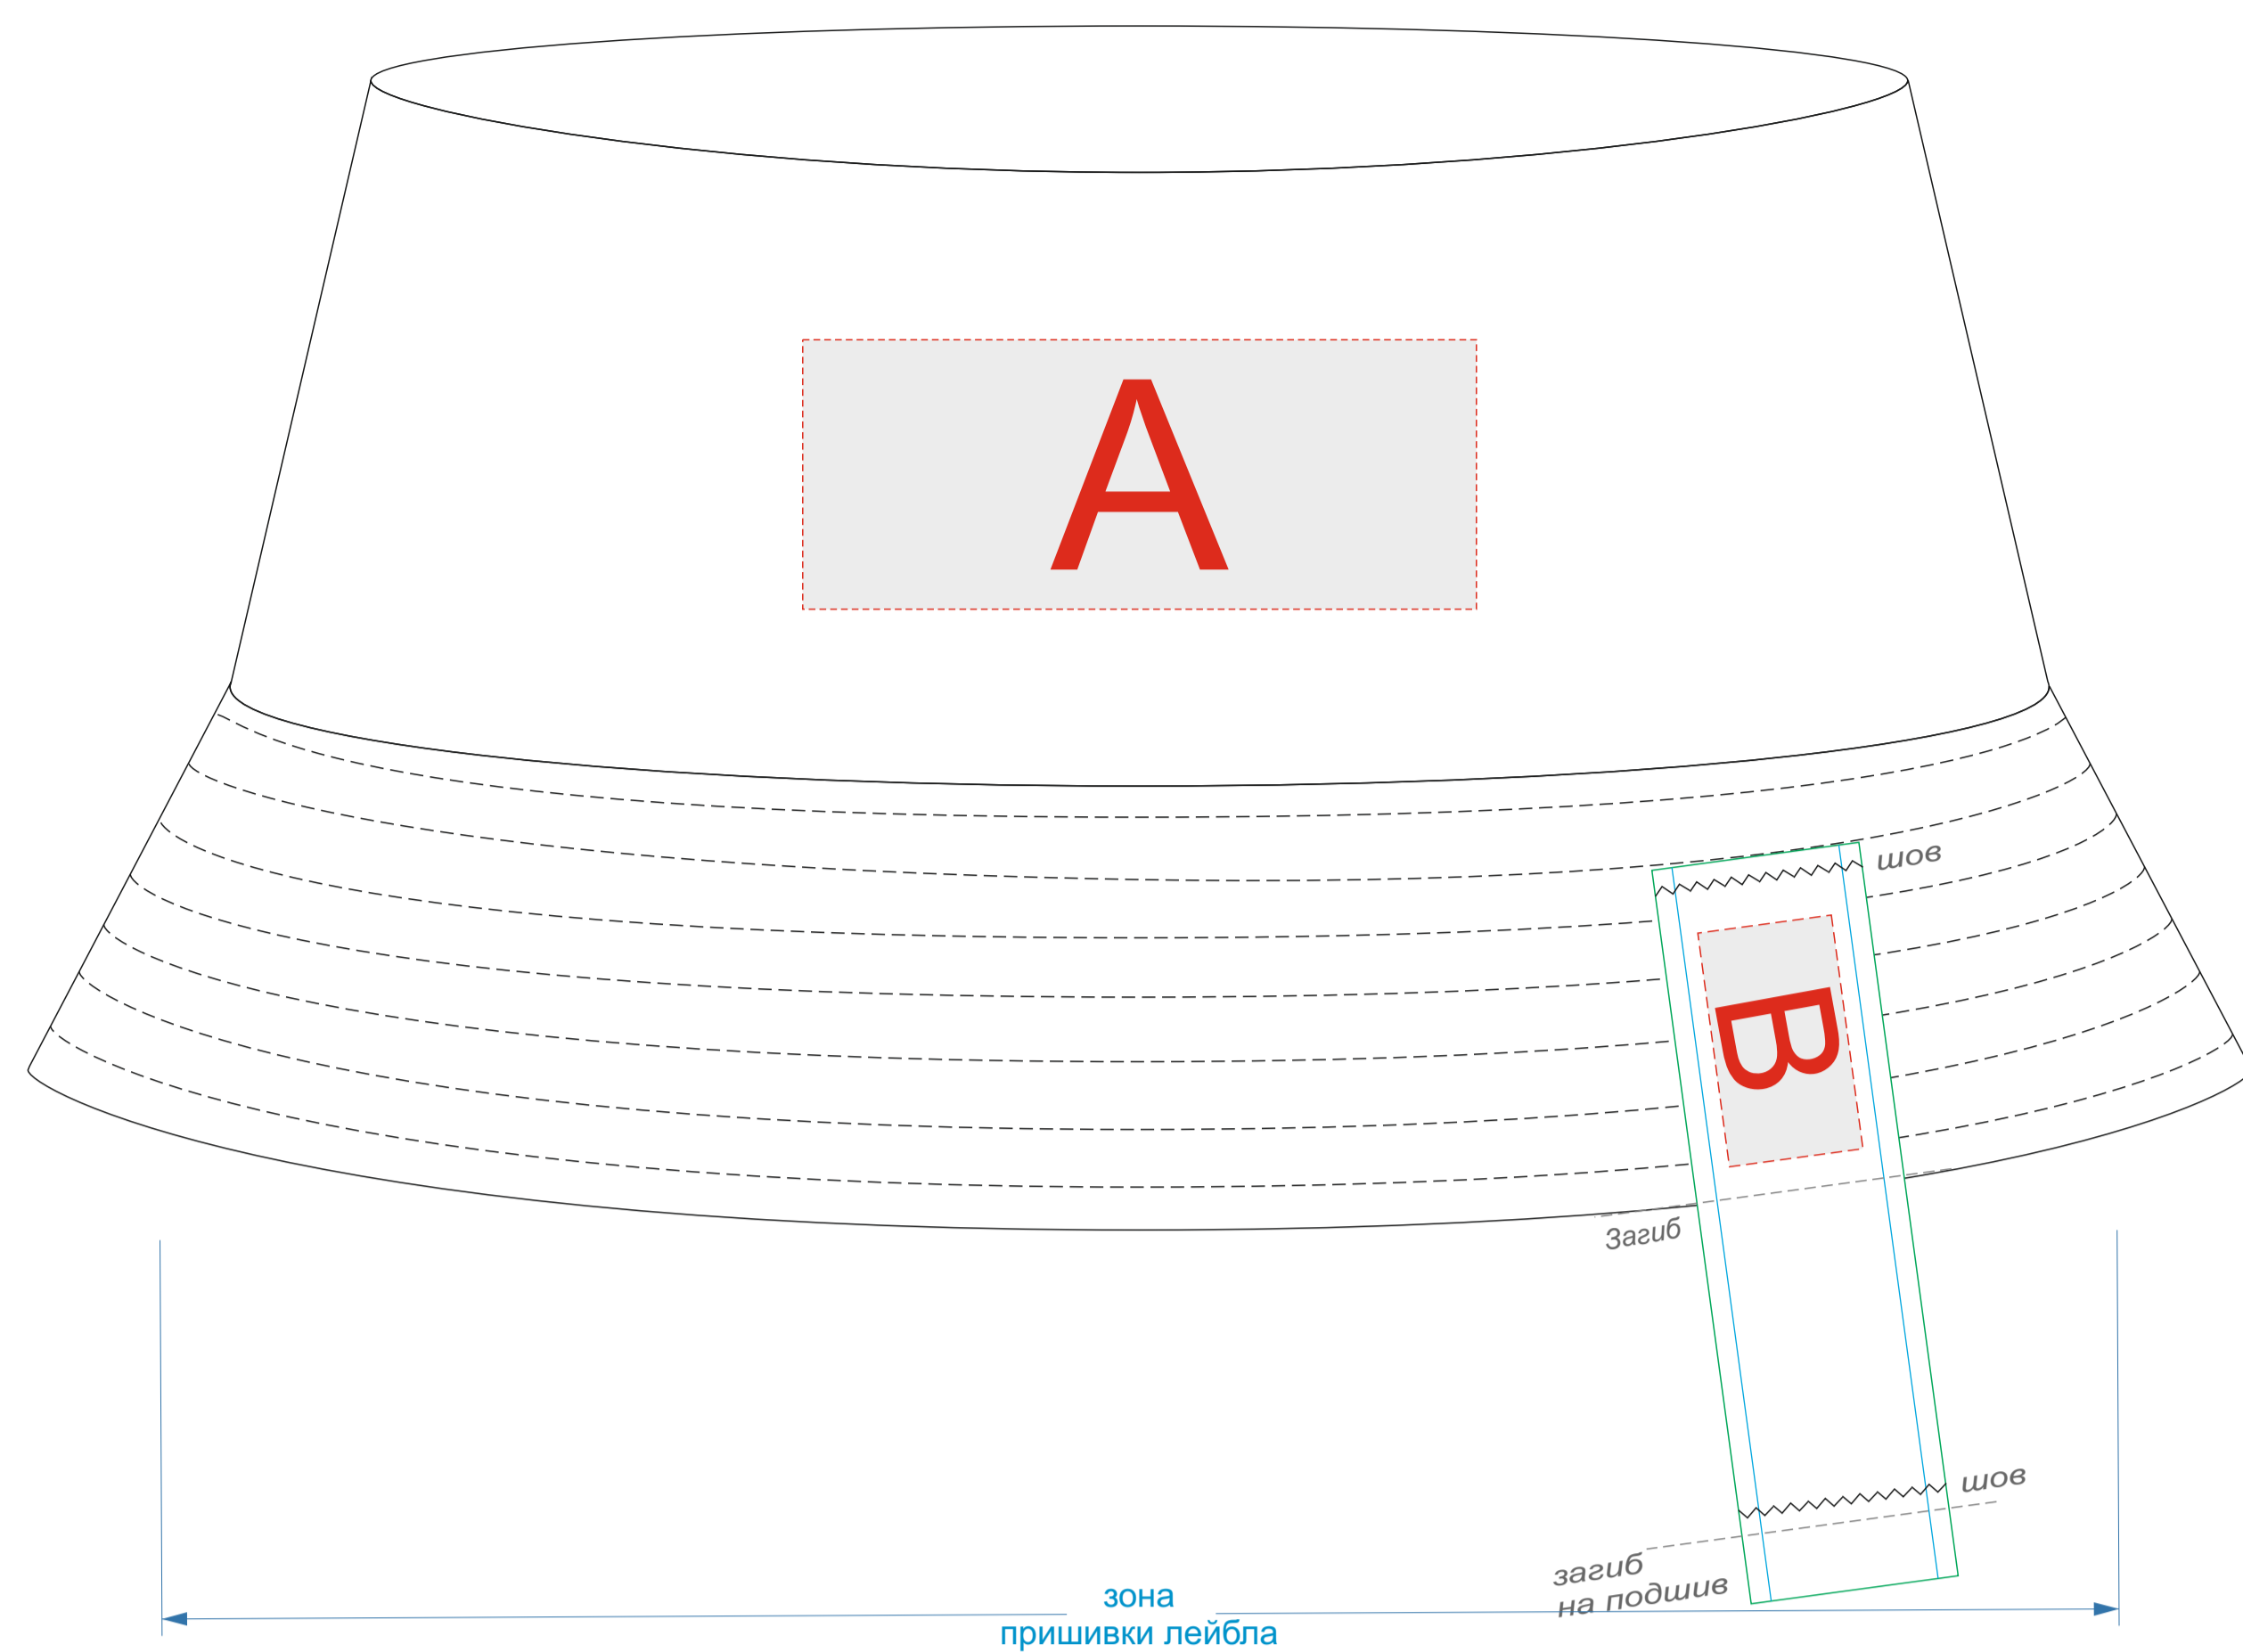 A
шов
B
Загиб
шов
загиб
на подшив
зона
пришивки лейбла